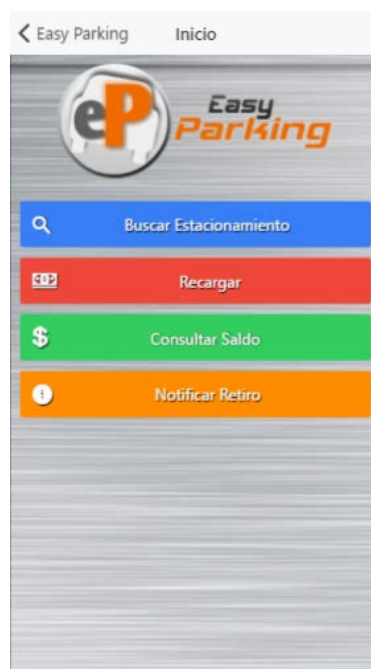 Easy Parking Inicio
eP
Easy
Parking
Buscar Estacionamiento
Recargar
$ Consultar Saldo
Notificar Retiro